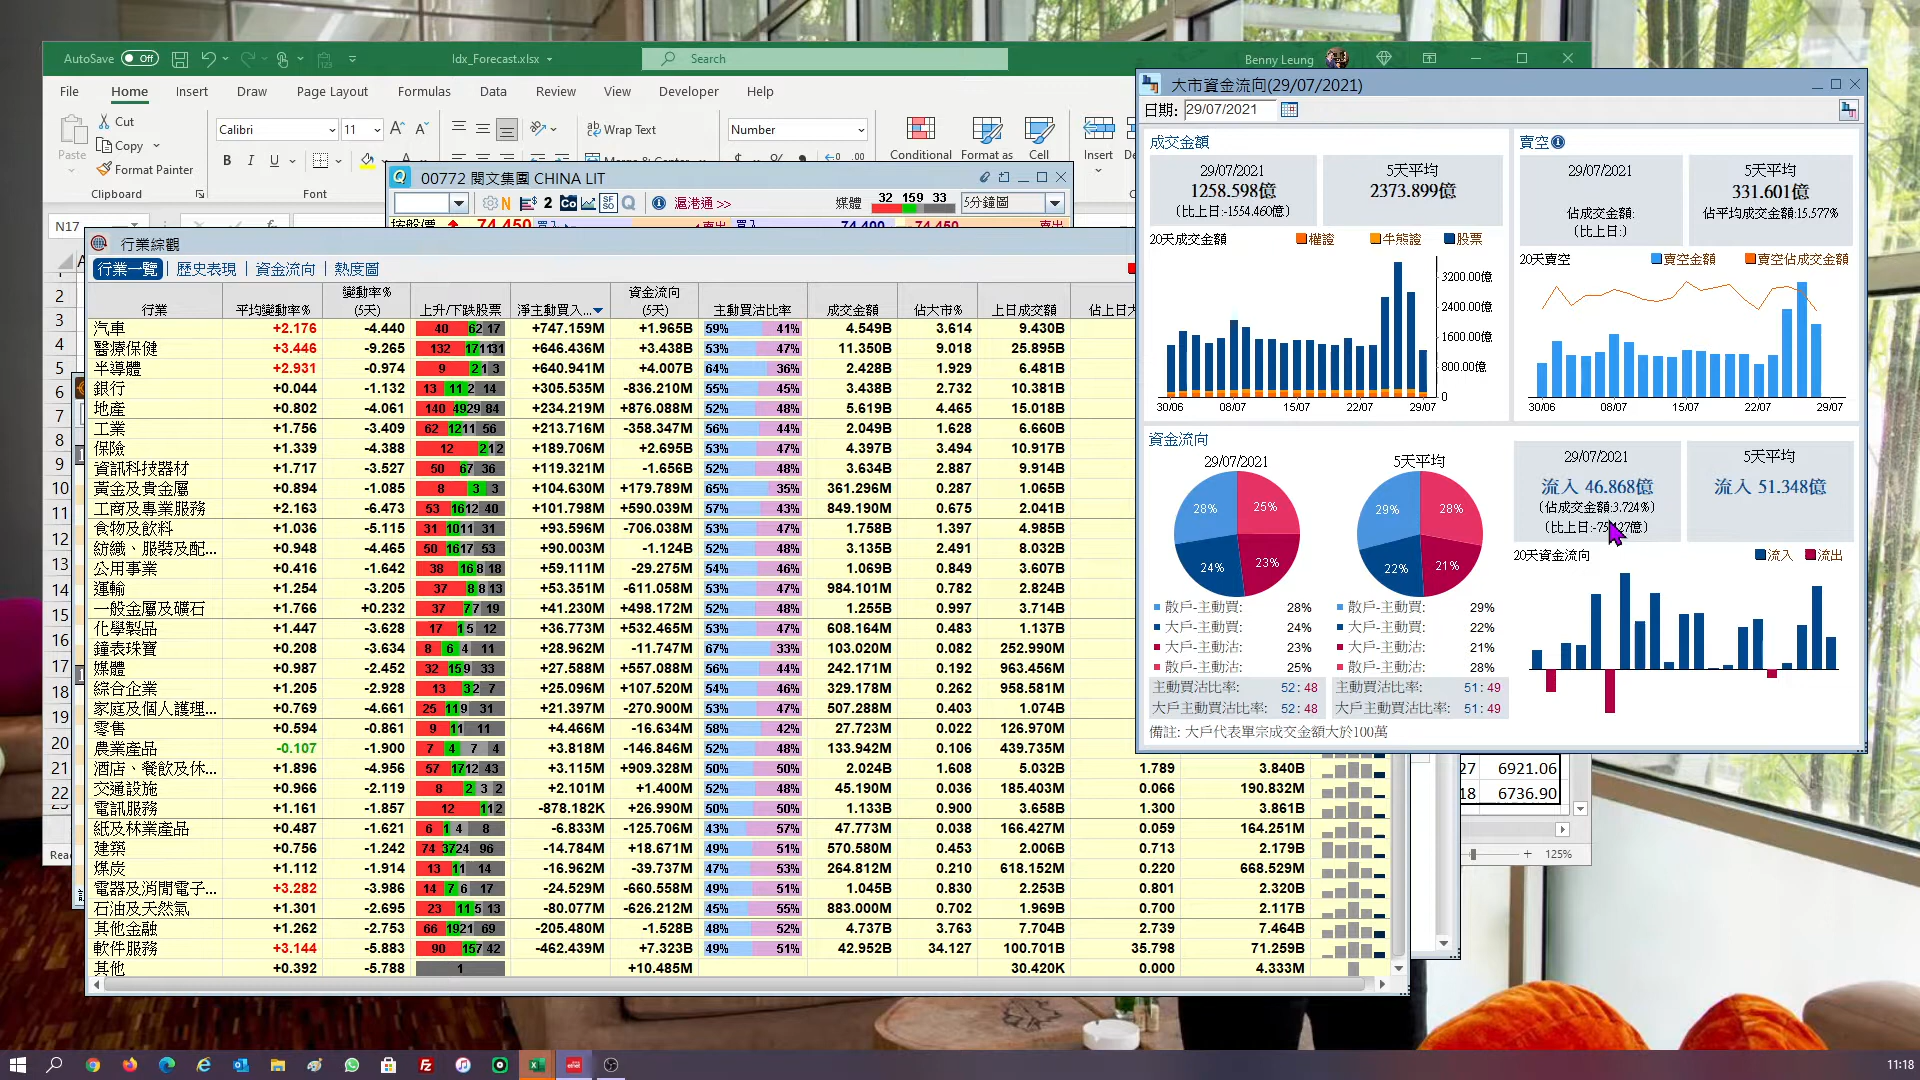 AutoSave Off Idx_Forecast.xlsx Search Benny Leung
File Home Insert Draw Page Layout Formulas Data Review View Developer Help
Cut
Copy
Paste Format Painter
Clipboard
Calibri 11
B I U
Font
Wrap Text
Number
Conditional Format as Cell Insert
N17
00772 閱文集團 CHINA LIT
N 2 滬港通 >> 媒體 32 159 33 5分鐘圖
行業綜觀
行業一覽 歷史表現 資金流向 熱度圖
行業 平均變動率% 變動率%(5天) 上升/下跌股票 淨主動買入... 資金流向(5天) 主動買沽比率 成交金額 佔大市% 上日成交額
汽車 +2.176 -4.440 40 62 17 +747.159M +1.965B 59% 41% 4.549B 3.614 9.430B
醫療保健 +3.446 -9.265 132 17 11 31 +646.436M +3.438B 53% 47% 11.350B 9.018 25.895B
半導體 +2.931 -0.974 9 2 1 3 +640.941M +4.007B 64% 36% 2.428B 1.929 6.481B
銀行 +0.044 -1.132 13 11 2 14 +305.535M -836.210M 55% 45% 3.438B 2.732 10.381B
地產 +0.802 -4.061 140 49 29 84 +234.219M +876.088M 52% 48% 5.619B 4.465 15.018B
工業 +1.756 -3.409 62 12 11 56 +213.716M -358.347M 56% 44% 2.049B 1.628 6.660B
保險 +1.339 -4.388 12 2 1 2 +189.706M +2.695B 53% 47% 4.397B 3.494 10.917B
資訊科技器材 +1.717 -3.527 50 6 7 36 +119.321M -1.656B 52% 48% 3.634B 2.887 9.914B
黃金及貴金屬 +0.894 -1.085 8 3 3 +104.630M +179.789M 65% 35% 361.296M 0.287 1.065B
工商及專業服務 +2.163 -6.473 53 16 12 40 +101.798M +590.039M 57% 43% 849.190M 0.675 2.041B
食物及飲料 +1.036 -5.115 31 10 11 31 +93.596M -706.038M 53% 47% 1.758B 1.397 4.985B
紡織、服裝及配... +0.948 -4.465 50 16 17 53 +90.003M -1.124B 52% 48% 3.135B 2.491 8.032B
公用事業 +0.416 -1.642 38 16 8 18 +59.111M -29.275M 54% 46% 1.069B 0.849 3.607B
運輸 +1.254 -3.205 37 8 8 13 +53.351M -611.058M 53% 47% 984.101M 0.782 2.824B
一般金屬及礦石 +1.766 +0.232 37 7 7 19 +41.230M +498.172M 52% 48% 1.255B 0.997 3.714B
化學製品 +1.447 -3.628 17 1 5 12 +36.773M +532.465M 53% 47% 608.164M 0.483 1.137B
鐘表珠寶 +0.208 -3.634 8 6 4 11 +28.962M -11.747M 67% 33% 103.020M 0.082 252.990M
媒體 +0.987 -2.452 32 15 9 33 +27.588M +557.088M 56% 44% 242.171M 0.192 963.456M
綜合企業 +1.205 -2.928 13 3 2 7 +25.096M +107.520M 54% 46% 329.178M 0.262 958.581M
家庭及個人護理... +0.769 -4.661 25 11 9 31 +21.397M -270.900M 53% 47% 507.288M 0.403 1.074B
零售 +0.594 -0.861 9 11 11 +4.466M -16.634M 58% 42% 27.723M 0.022 126.970M
農業產品 -0.107 -1.900 7 4 7 4 +3.818M -146.846M 52% 48% 133.942M 0.106 439.735M
酒店、餐飲及休... +1.896 -4.956 57 17 12 43 +3.115M +909.328M 50% 50% 2.024B 1.608 5.032B 1.789 3.840B
交通設施 +0.966 -2.119 8 2 3 2 +2.101M +1.400M 52% 48% 45.190M 0.036 185.403M 0.066 190.832M
電訊服務 +1.161 -1.857 12 1 1 2 -878.182K +26.990M 50% 50% 1.133B 0.900 3.658B 1.300 3.861B
紙及林業產品 +0.487 -1.621 6 1 4 8 -6.833M -125.706M 43% 57% 47.773M 0.038 166.427M 0.059 164.251M
建築 +0.756 -1.242 74 37 24 96 -14.784M +18.671M 49% 51% 570.580M 0.453 2.006B 0.713 2.179B
煤炭 +1.112 -1.914 13 11 14 -16.962M -39.737M 47% 53% 264.812M 0.210 618.152M 0.220 668.529M
電器及消閒電子... +3.282 -3.986 14 7 6 17 -24.529M -660.558M 49% 51% 1.045B 0.830 2.253B 0.801 2.320B
石油及天然氣 +1.301 -2.695 23 11 5 13 -80.077M -626.212M 45% 55% 883.000M 0.702 1.969B 0.700 2.117B
其他金融 +1.262 -2.753 66 19 21 69 -205.480M -1.528B 48% 52% 4.737B 3.763 7.704B 2.739 7.464B
軟件服務 +3.144 -5.883 90 15 7 42 -462.439M +7.323B 49% 51% 42.952B 34.127 100.701B 35.798 71.259B
其他 +0.392 -5.788 1 +10.485M 30.420K 0.000 4.333M
大市資金流向(29/07/2021)
日期: 29/07/2021
成交金額
29/07/2021
1258.598億
(比上日:-1554.460億)
5天平均
2373.899億
20天成交金額 權證 牛熊證 股票
3200.00億
2400.00億
1600.00億
800.00億
0
30/06 08/07 15/07 22/07 29/07
賣空
29/07/2021
佔成交金額:
(比上日:)
5天平均
331.601億
佔平均成交金額:15.577%
20天賣空 賣空金額 賣空佔成交金額
30/06 08/07 15/07 22/07 29/07
資金流向
29/07/2021
28% 25%
24% 23%
散戶-主動買: 28%
大戶-主動買: 24%
大戶-主動沽: 23%
散戶-主動沽: 25%
主動買沽比率: 52:48
大戶主動買沽比率: 52:48
5天平均
29% 28%
22% 21%
散戶-主動買: 29%
大戶-主動買: 22%
大戶-主動沽: 21%
散戶-主動沽: 28%
主動買沽比率: 51:49
大戶主動買沽比率: 51:49
備註: 大戶代表單宗成交金額大於100萬
29/07/2021
流入 46.868億
(佔成交金額:3.724%)
5天平均
流入 51.348億
20天資金流向 流入 流出
27 6921.06
18 6736.90
125%
2
3
4
5
6
7
8
9
10
11
12
13
14
15
16
17
18
19
20
21
22
11:18